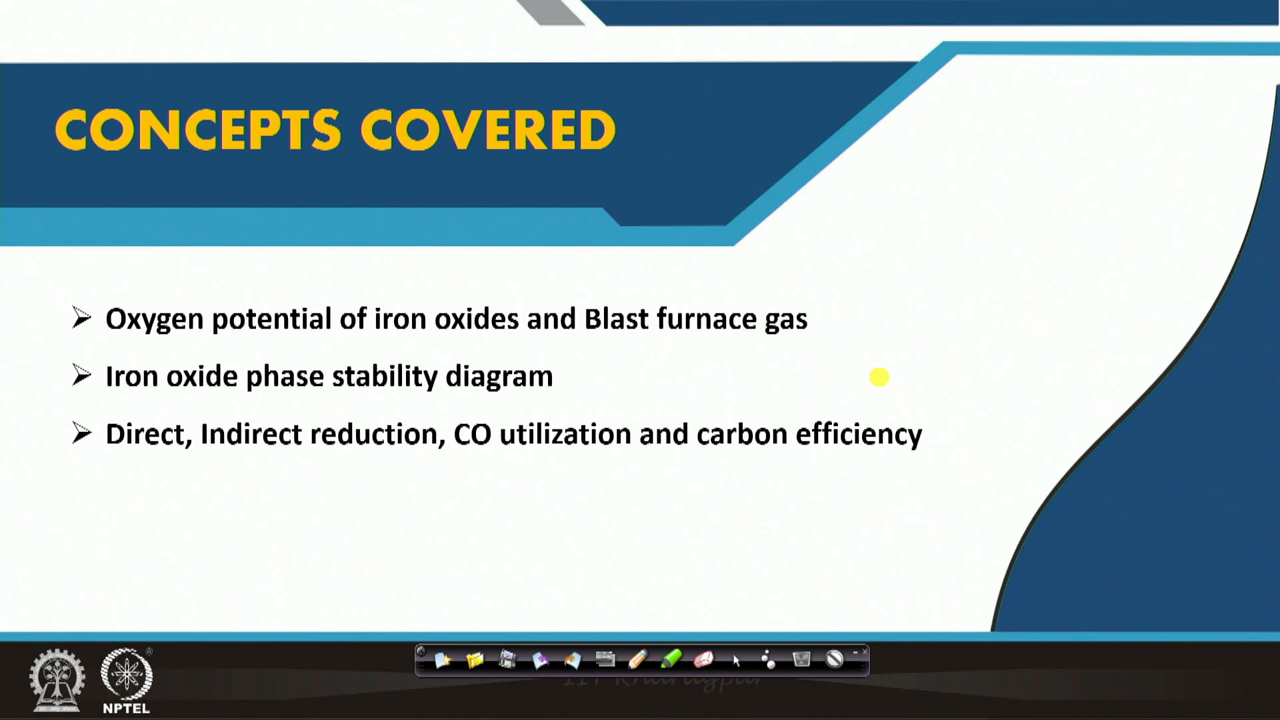 CONCEPTS COVERED
Oxygen potential of iron oxides and Blast furnace gas
Iron oxide phase stability diagram
Direct, Indirect reduction, CO utilization and carbon efficiency
NPTEL